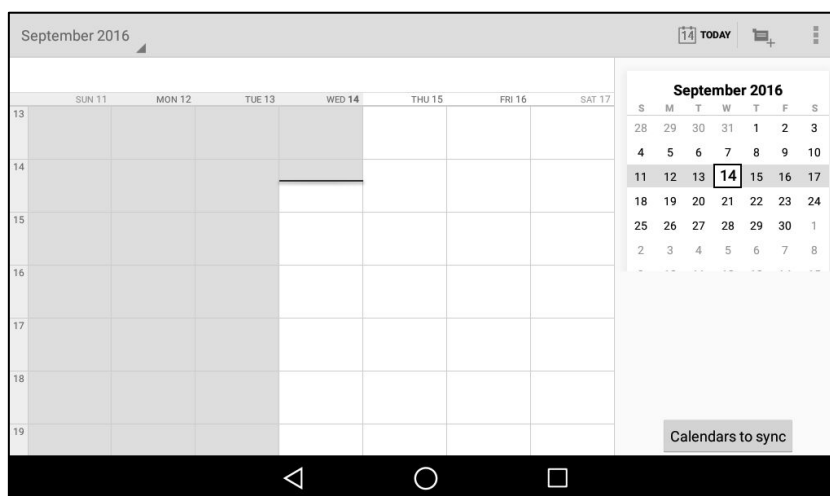 September 2016
14 TODAY
SUN 11 MON 12 TUE 13 WED 14 THU 15 FRI 16 SAT 17
13
14
15
16
17
18
19
September 2016
S M T W T F S
28 29 30 31 1 2 3
4 5 6 7 8 9 10
11 12 13 14 15 16 17
18 19 20 21 22 23 24
25 26 27 28 29 30 1
2 3 4 5 6 7 8
Calendars to sync